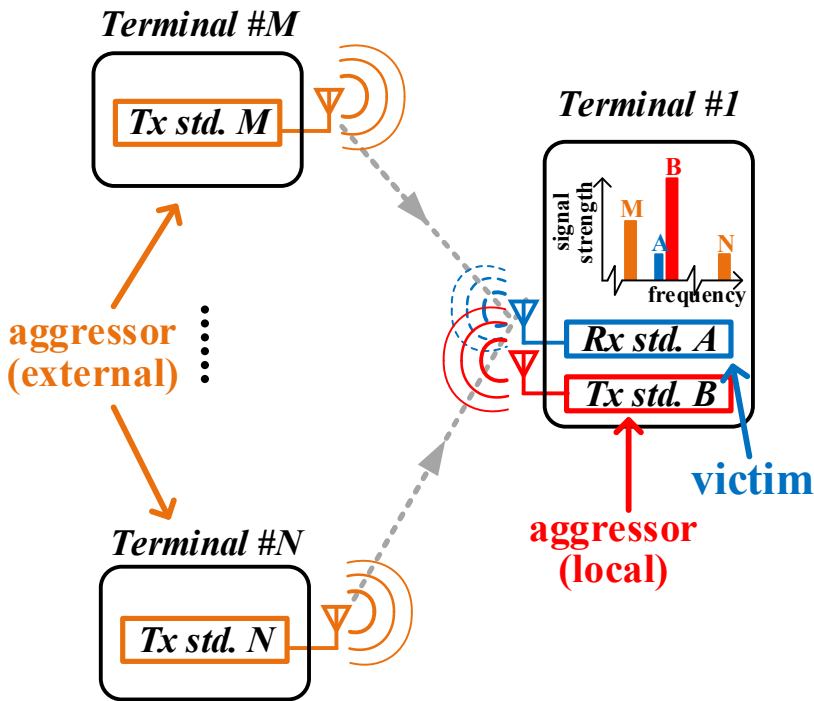 Terminal #M
Tx std. M
Terminal #1
signal
strength
M
A
B
N
frequency
aggressor
(external)
Rx std. A
Tx std. B
victim
aggressor
(local)
Terminal #N
Tx std. N